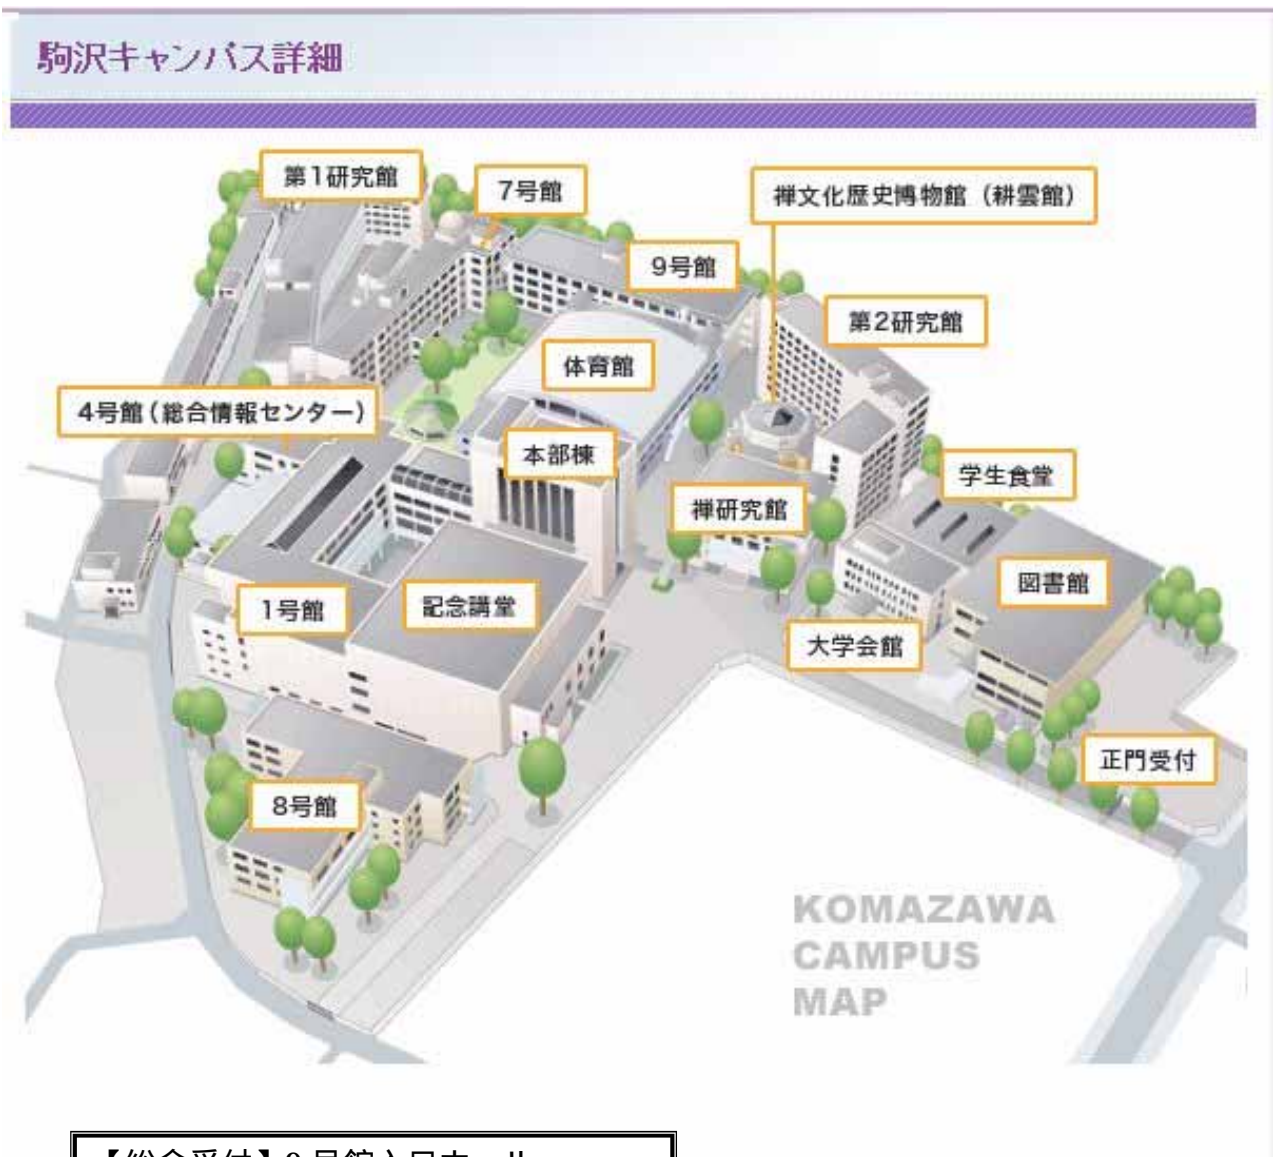 駒沢キャンパス詳細
第1研究館
7号館
禅文化歴史博物館（耕雲館）
9号館
第2研究館
体育館
4号館（総合情報センター）
本部棟
学生食堂
禅研究館
図書館
1号館
記念講堂
大学会館
正門受付
8号館
KOMAZAWA
CAMPUS
MAP